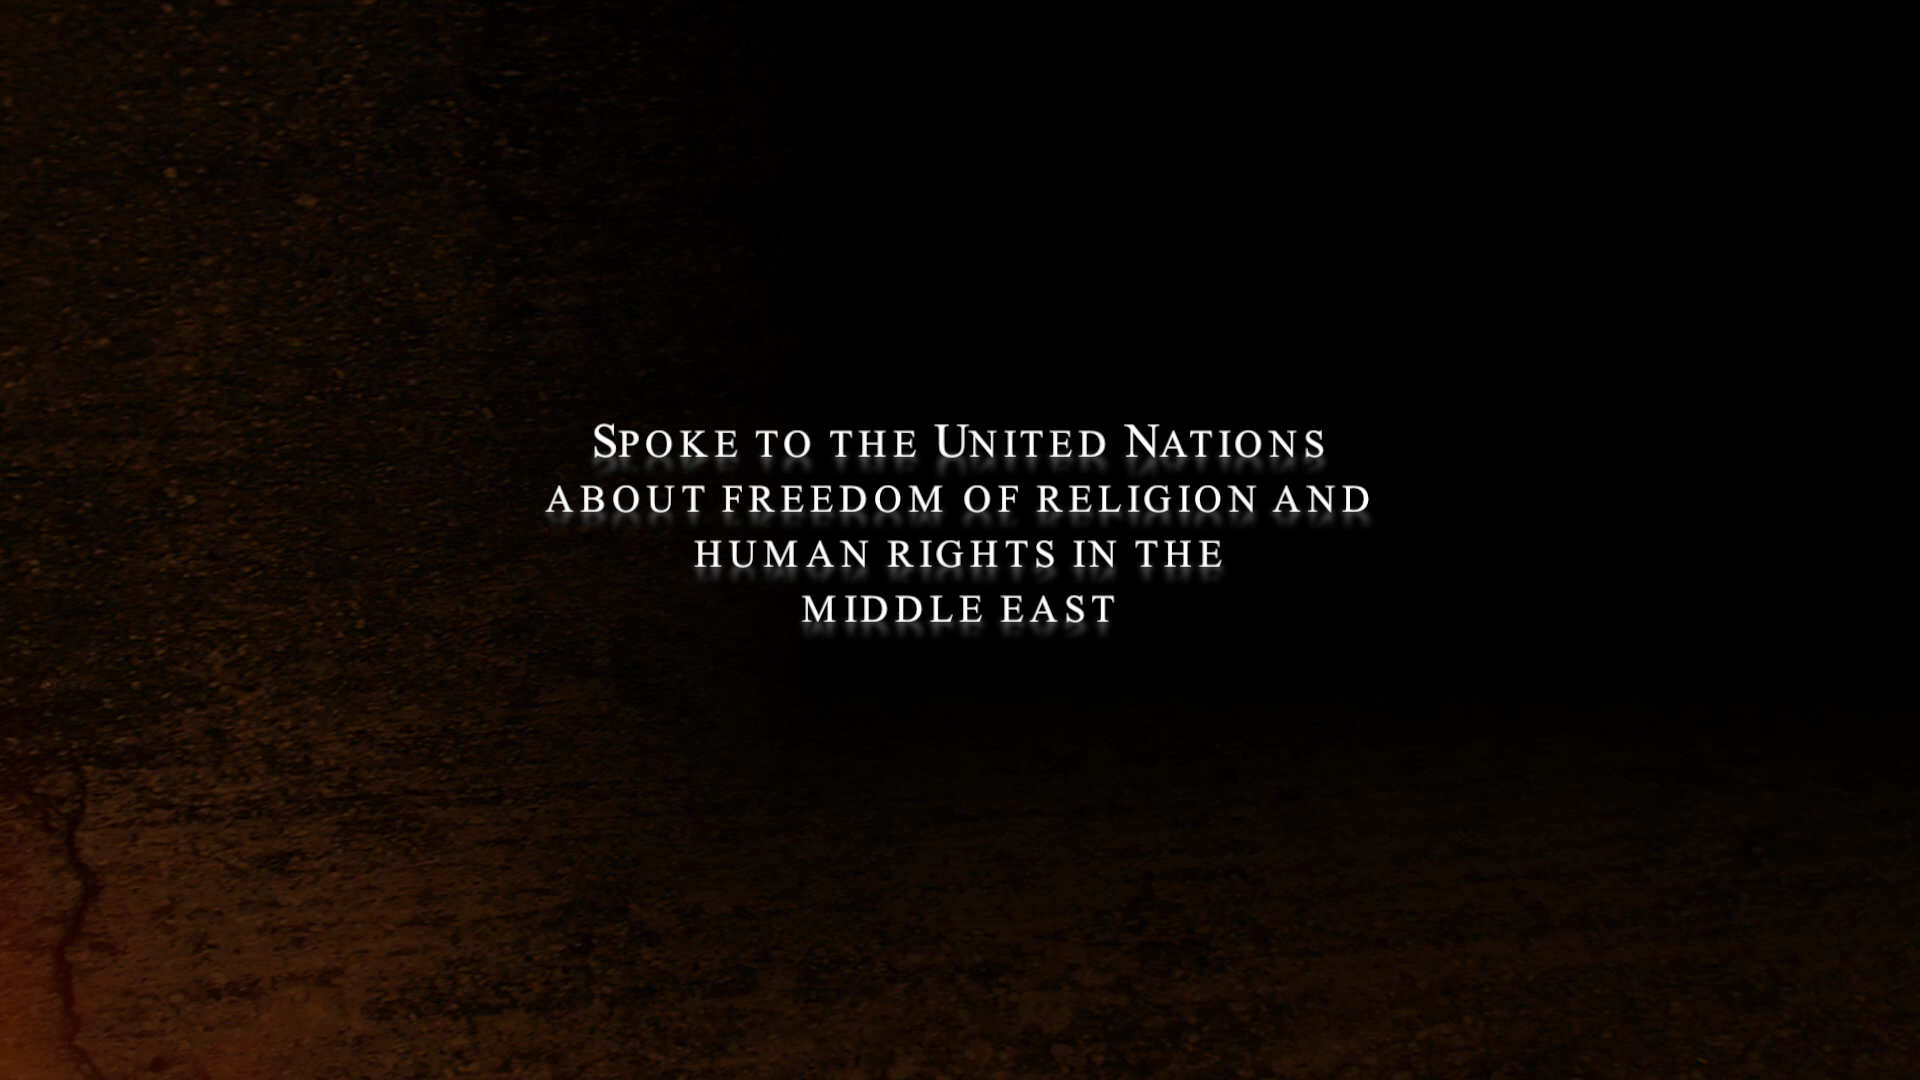 Spoke to the United Nations
about freedom of religion and
human rights in the
Middle East